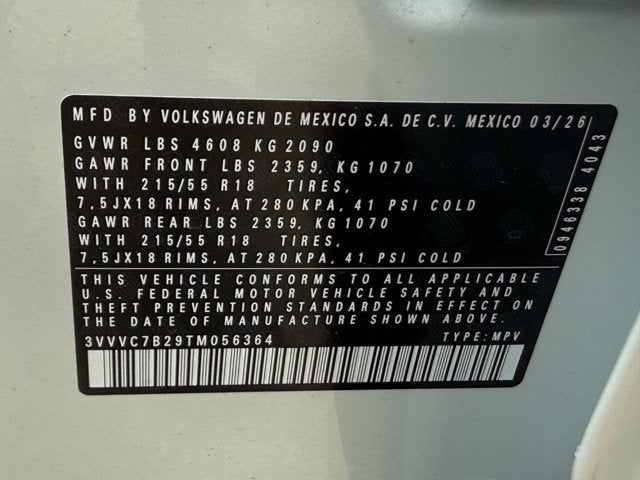 MFD BY VOLKSWAGEN DE MEXICO S.A. DE C.V. MEXICO 03/26
GVWR LBS 4608 KG 2090
GAWR FRONT LBS 2359, KG 1070
WITH 215/55 R18 TIRES,
7,5JX18 RIMS, AT 280 KPA, 41 PSI COLD
GAWR REAR LBS 2359, KG 1070
WITH 215/55 R18 TIRES,
7,5JX18 RIMS, AT 280KPA, 41 PSI COLD
THIS VEHICLE CONFORMS TO ALL APPLICABLE
U.S. FEDERAL MOTOR VEHICLE SAFETY AND
THEFT PREVENTION STANDARDS IN EFFECT ON
THE DATE OF MANUFACTURE SHOWN ABOVE.
3VVVC7B29TM056364 TYPE:MPV
0946338 4043